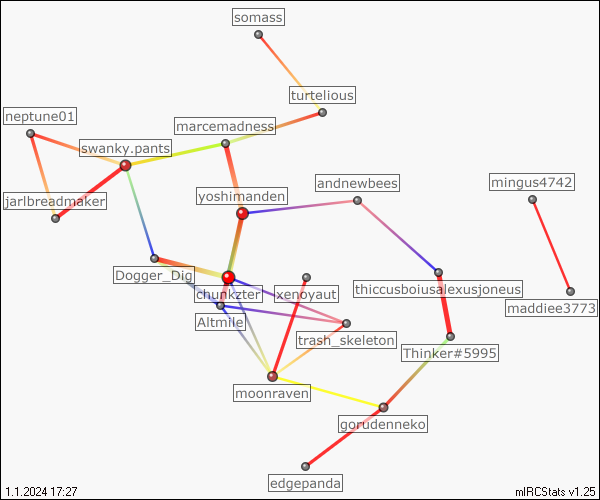 somass
turtelious
neptune01
marcemadness
swanky.pants
andnewbees
mingus4742
yoshimanden
jarlbreadmaker
Dogger_Dig
thiccusboiusalexusjoneus
chunkzter
xenoyaut
maddiee3773
Altmile
trash_skeleton
Thinker#5995
moonraven
gorudenneko
edgepanda
1.1.2024 17:27
mIRCStats v1.25